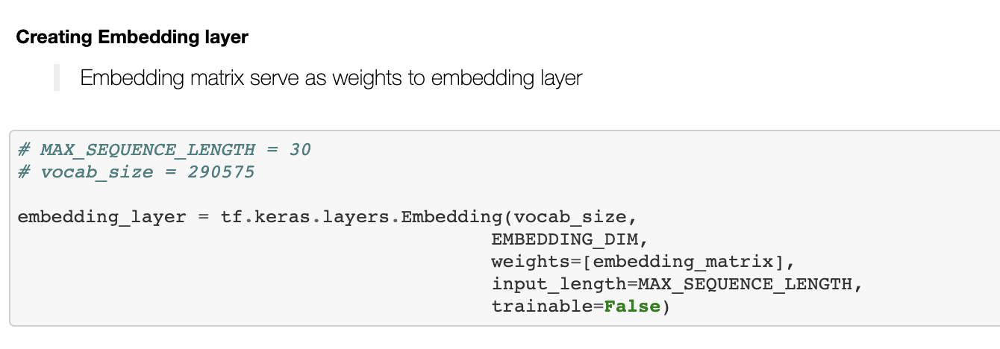 Creating Embedding layer
Embedding matrix serve as weights to embedding layer
# MAX_SEQUENCE_LENGTH = 30
# vocab_size = 290575
embedding_layer = tf.keras.layers.Embedding(vocab_size,
EMBEDDING_DIM,
weights=[embedding_matrix],
input_length=MAX_SEQUENCE_LENGTH,
trainable=False)